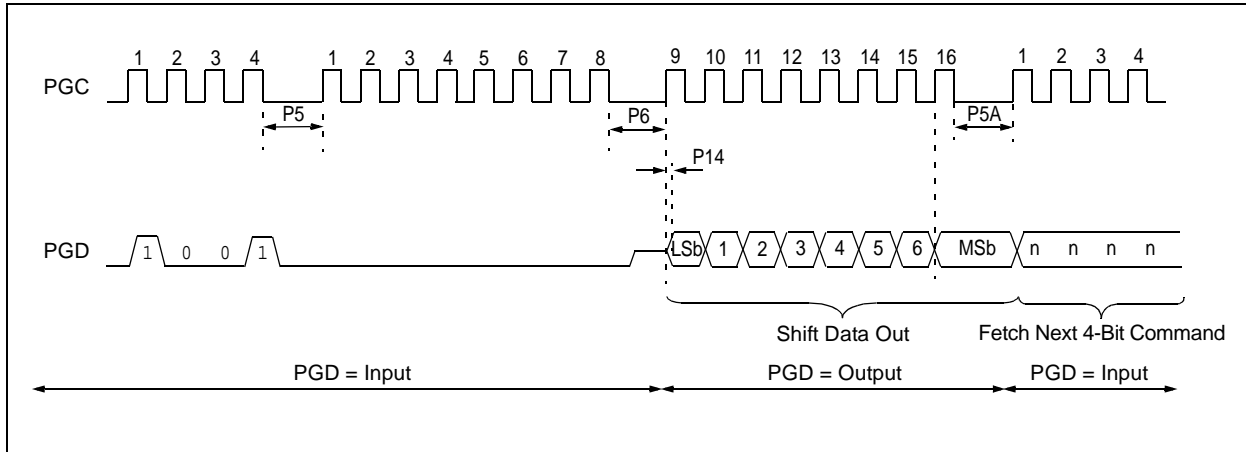 1 2 3 4 1 2 3 4 5 6 7 8 9 10 11 12 13 14 15 16 1 2 3 4
PGC
P5 P6 P5A
P14
PGD 1 0 0 1 LSb 1 2 3 4 5 6 MSb n n n n
Shift Data Out Fetch Next 4-Bit Command
PGD = Input PGD = Output PGD = Input